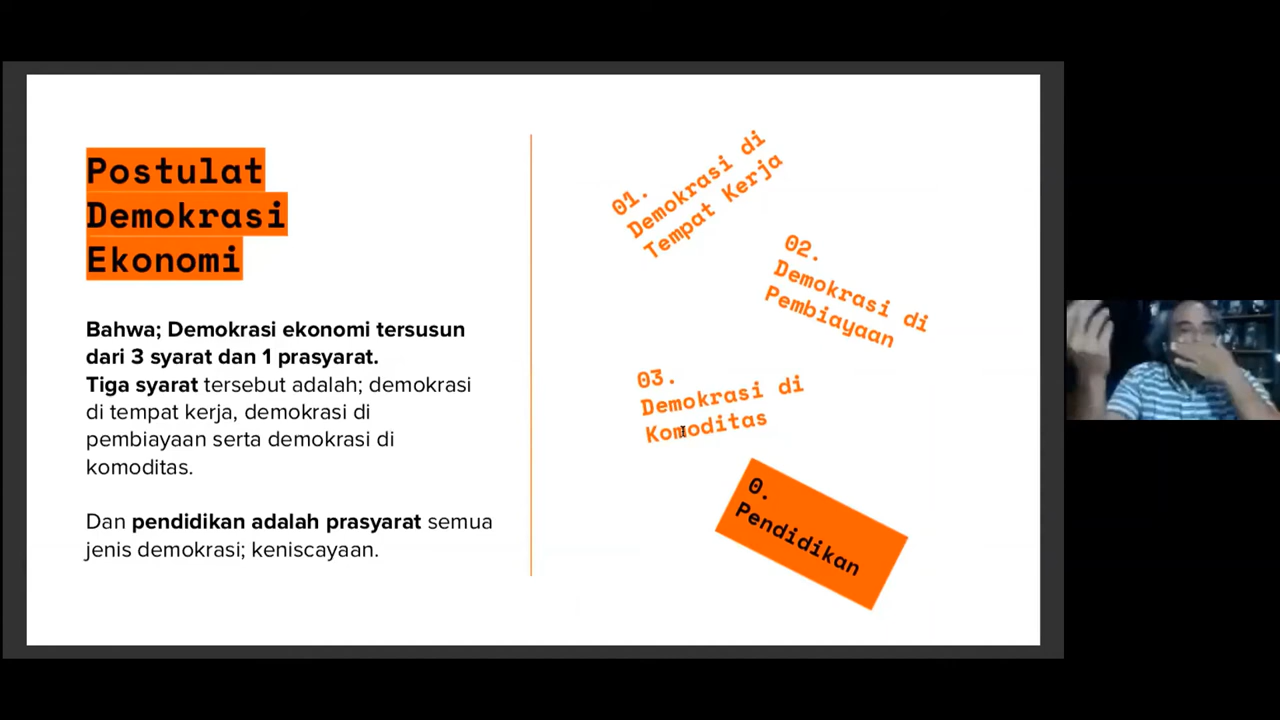 Postulat
Demokrasi
Ekonomi
Bahwa; Demokrasi ekonomi tersusun
dari 3 syarat dan 1 prasyarat.
Tiga syarat tersebut adalah; demokrasi
di tempat kerja, demokrasi di
pembiayaan serta demokrasi di
komoditas.
Dan pendidikan adalah prasyarat semua
jenis demokrasi; keniscayaan.
01.
Demokrasi di
Tempat Kerja
02.
Demokrasi di
Pembiayaan
03.
Demokrasi di
Komoditas
0.
Pendidikan